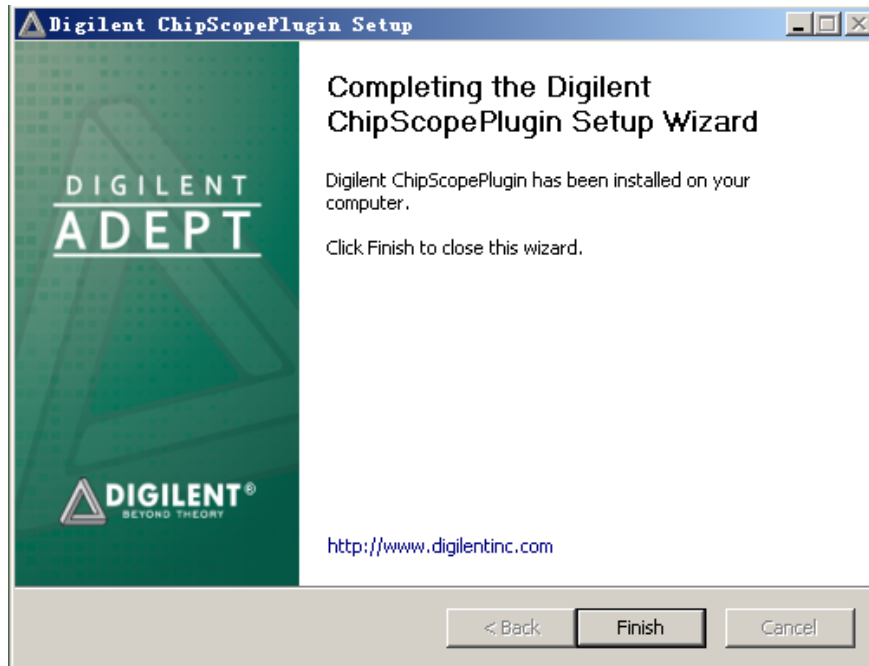 Digilent ChipScopePlugin Setup
Completing the Digilent
ChipScopePlugin Setup Wizard
Digilent ChipScopePlugin has been installed on your
computer.
Click Finish to close this wizard.
DIGILENT
ADEPT
DIGILENT®
BEYOND THEORY
http://www.digilentinc.com
< Back
Finish
Cancel